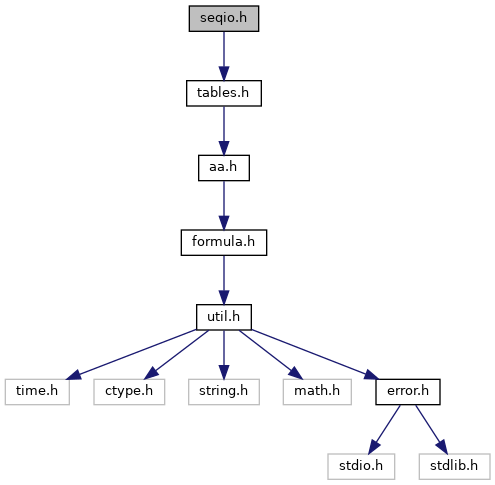 seqio.h
tables.h
aa.h
formula.h
util.h
time.h
ctype.h
string.h
math.h
error.h
stdio.h
stdlib.h